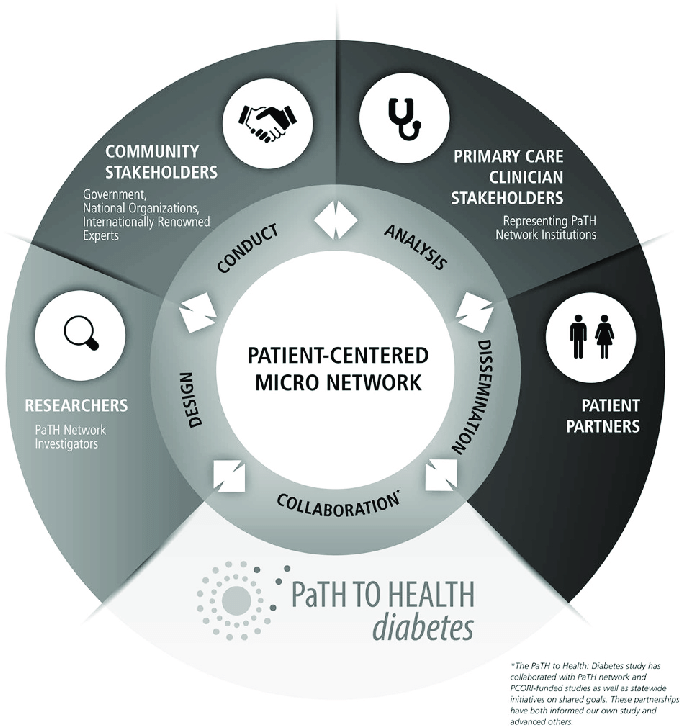 COMMUNITY
STAKEHOLDERS
Government,
National Organizations,
Internationally Renowned
Experts
PRIMARY CARE
CLINICIAN
STAKEHOLDERS
Representing PaTH
Network Institutions
CONDUCT
ANALYSIS
RESEARCHERS
PaTH Network
Investigators
DESIGN
PATIENT-CENTERED
MICRO NETWORK
DISSEMINATION
PATIENT
PARTNERS
COLLABORATION*
PaTH TO HEALTH
diabetes
*The PaTH to Health: Diabetes study has
collaborated with PaTH network and
PCORI-funded studies as well as statewide
initiatives on shared goals. These partnerships
have both informed our own study and
advanced others.